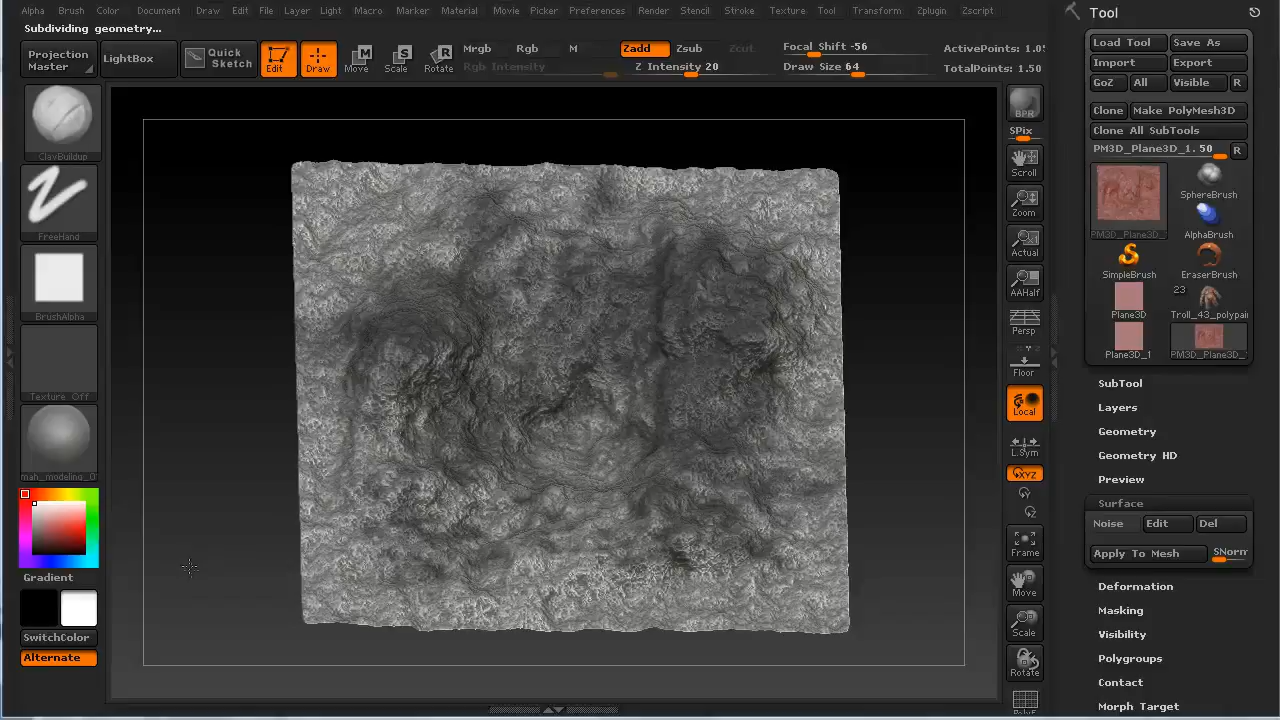 Alpha Brush Color Document Draw Edit File Layer Light Macro Marker Material Movie Picker Preferences Render Stencil Stroke Texture Tool Transform Zplugin Zscript
Subdividing geometry...
Projection Master
LightBox
Quick Sketch
Edit
Draw
Move
Scale
Rotate
Mrgb Rgb M
Rgb Intensity
Zadd Zsub Zcut
Z Intensity 20
Focal Shift -56
Draw Size 64
ActivePoints: 1.0
TotalPoints: 1.50
ClayBuildup
FreeHand
BrushAlpha
Texture Off
Gradient
SwitchColor
Alternate
BPR
SPix
Scroll
Zoom
Actual
AAHalf
Persp
Floor
Local
L.Sym
XYZ
Frame
Move
Scale
Rotate
Tool
Load Tool Save As
Import Export
GoZ All Visible R
Clone Make PolyMesh3D
Clone All SubTools
PM3D_Plane3D_1. 50 R
PM3D_Plane3D_
SphereBrush
AlphaBrush
SimpleBrush
EraserBrush
23
Plane3D
Troll_43_polypain
Plane3D_1
PM3D_Plane3D_
SubTool
Layers
Geometry
Geometry HD
Preview
Surface
Noise Edit Del
Apply To Mesh SNorm
Deformation
Masking
Visibility
Polygroups
Contact
Morph Target